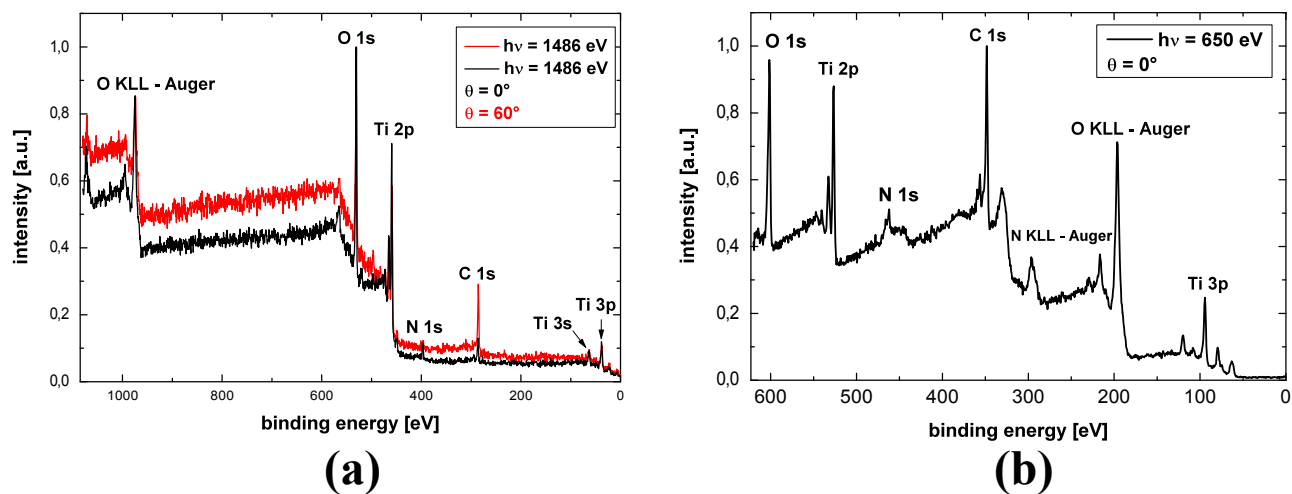 O 1s
hν = 1486 eV
hν = 1486 eV
θ = 0°
θ = 60°
O KLL - Auger
Ti 2p
C 1s
N 1s
Ti 3s
Ti 3p
1,0
0,8
0,6
0,4
0,2
0,0
intensity [a.u.]
1000
800
600
400
200
0
binding energy [eV]
(a)
O 1s
Ti 2p
C 1s
hν = 650 eV
θ = 0°
O KLL - Auger
N 1s
N KLL - Auger
Ti 3p
1,0
0,8
0,6
0,4
0,2
0,0
intensity [a.u.]
600
500
400
300
200
100
0
binding energy [eV]
(b)